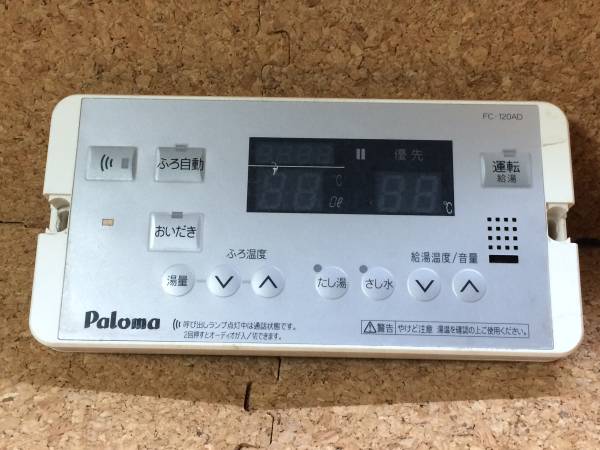 FC-120AD
優先
運転
給湯
ふろ自動
℃
℃
おいだき
ふろ温度
給湯温度/音量
湯量
たし湯
さし水
Paloma
呼び出しランプ点灯中は通話状態です。
2回押すとオーディオが入/切できます。
警告 やけど注意 湯温を確認の上ご使用ください。